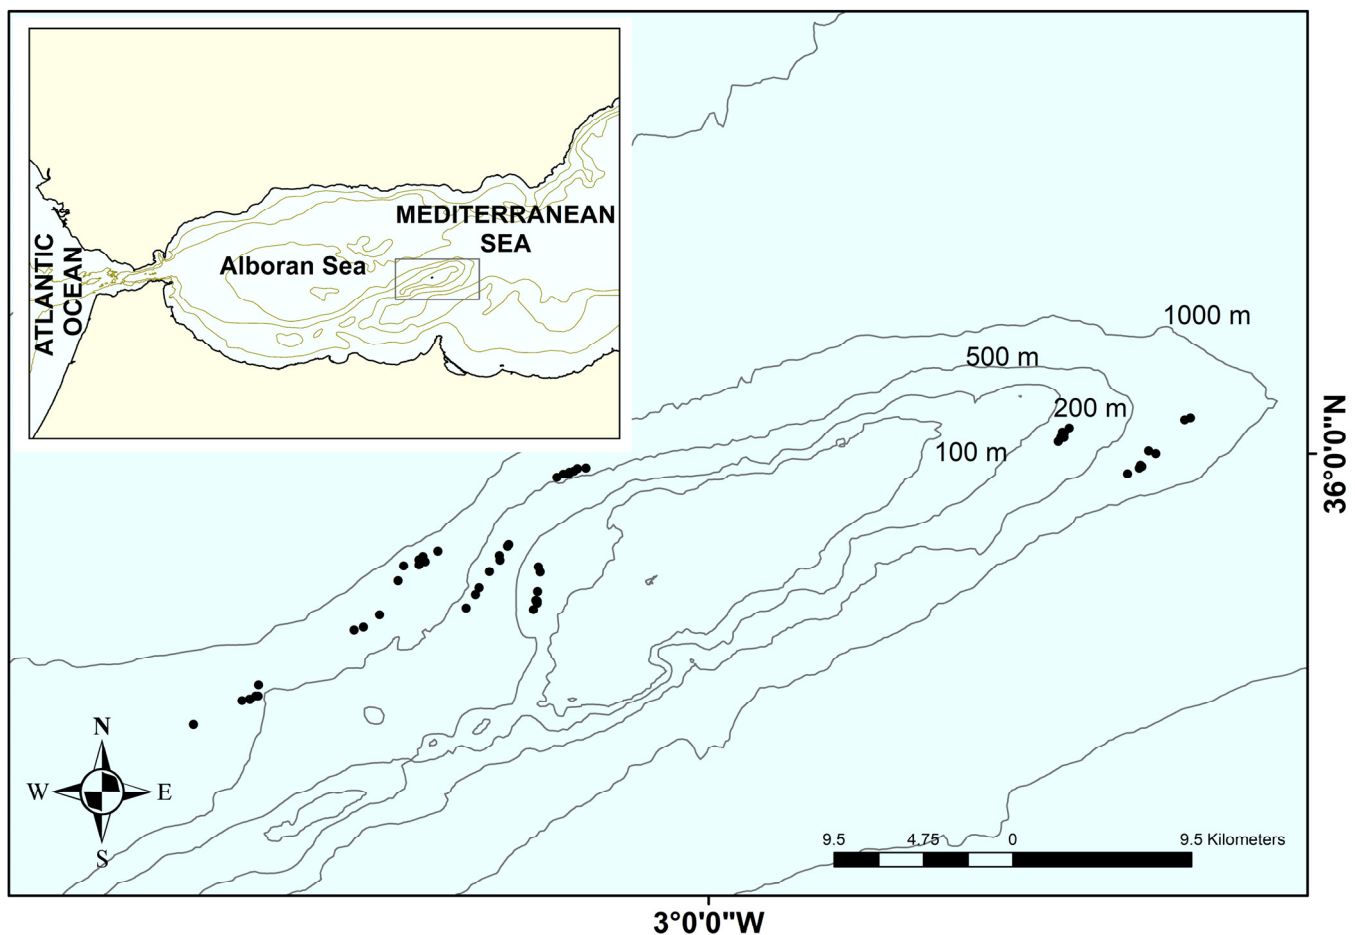 MEDITERRANEAN
SEA
Alboran Sea
ATLANTIC
OCEAN
1000 m
500 m
200 m
100 m
36°0'0"N
N
W
E
S
9.5
4.75
0
9.5 Kilometers
3°0'0"W